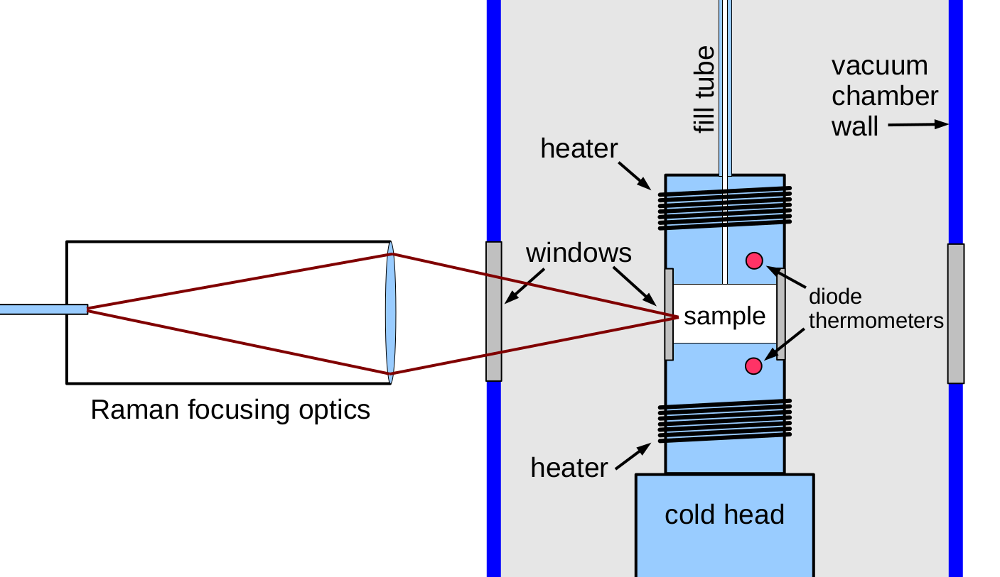 fill tube
vacuum
chamber
wall
heater
windows
diode
thermometers
sample
Raman focusing optics
heater
cold head